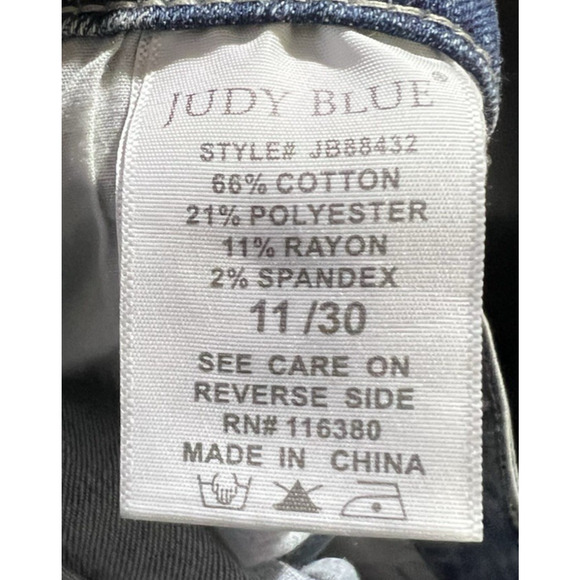 JUDY BLUE®
STYLE# JB88432
66% COTTON
21% POLYESTER
11% RAYON
2% SPANDEX
11 /30
SEE CARE ON
REVERSE SIDE
RN# 116380
MADE IN CHINA